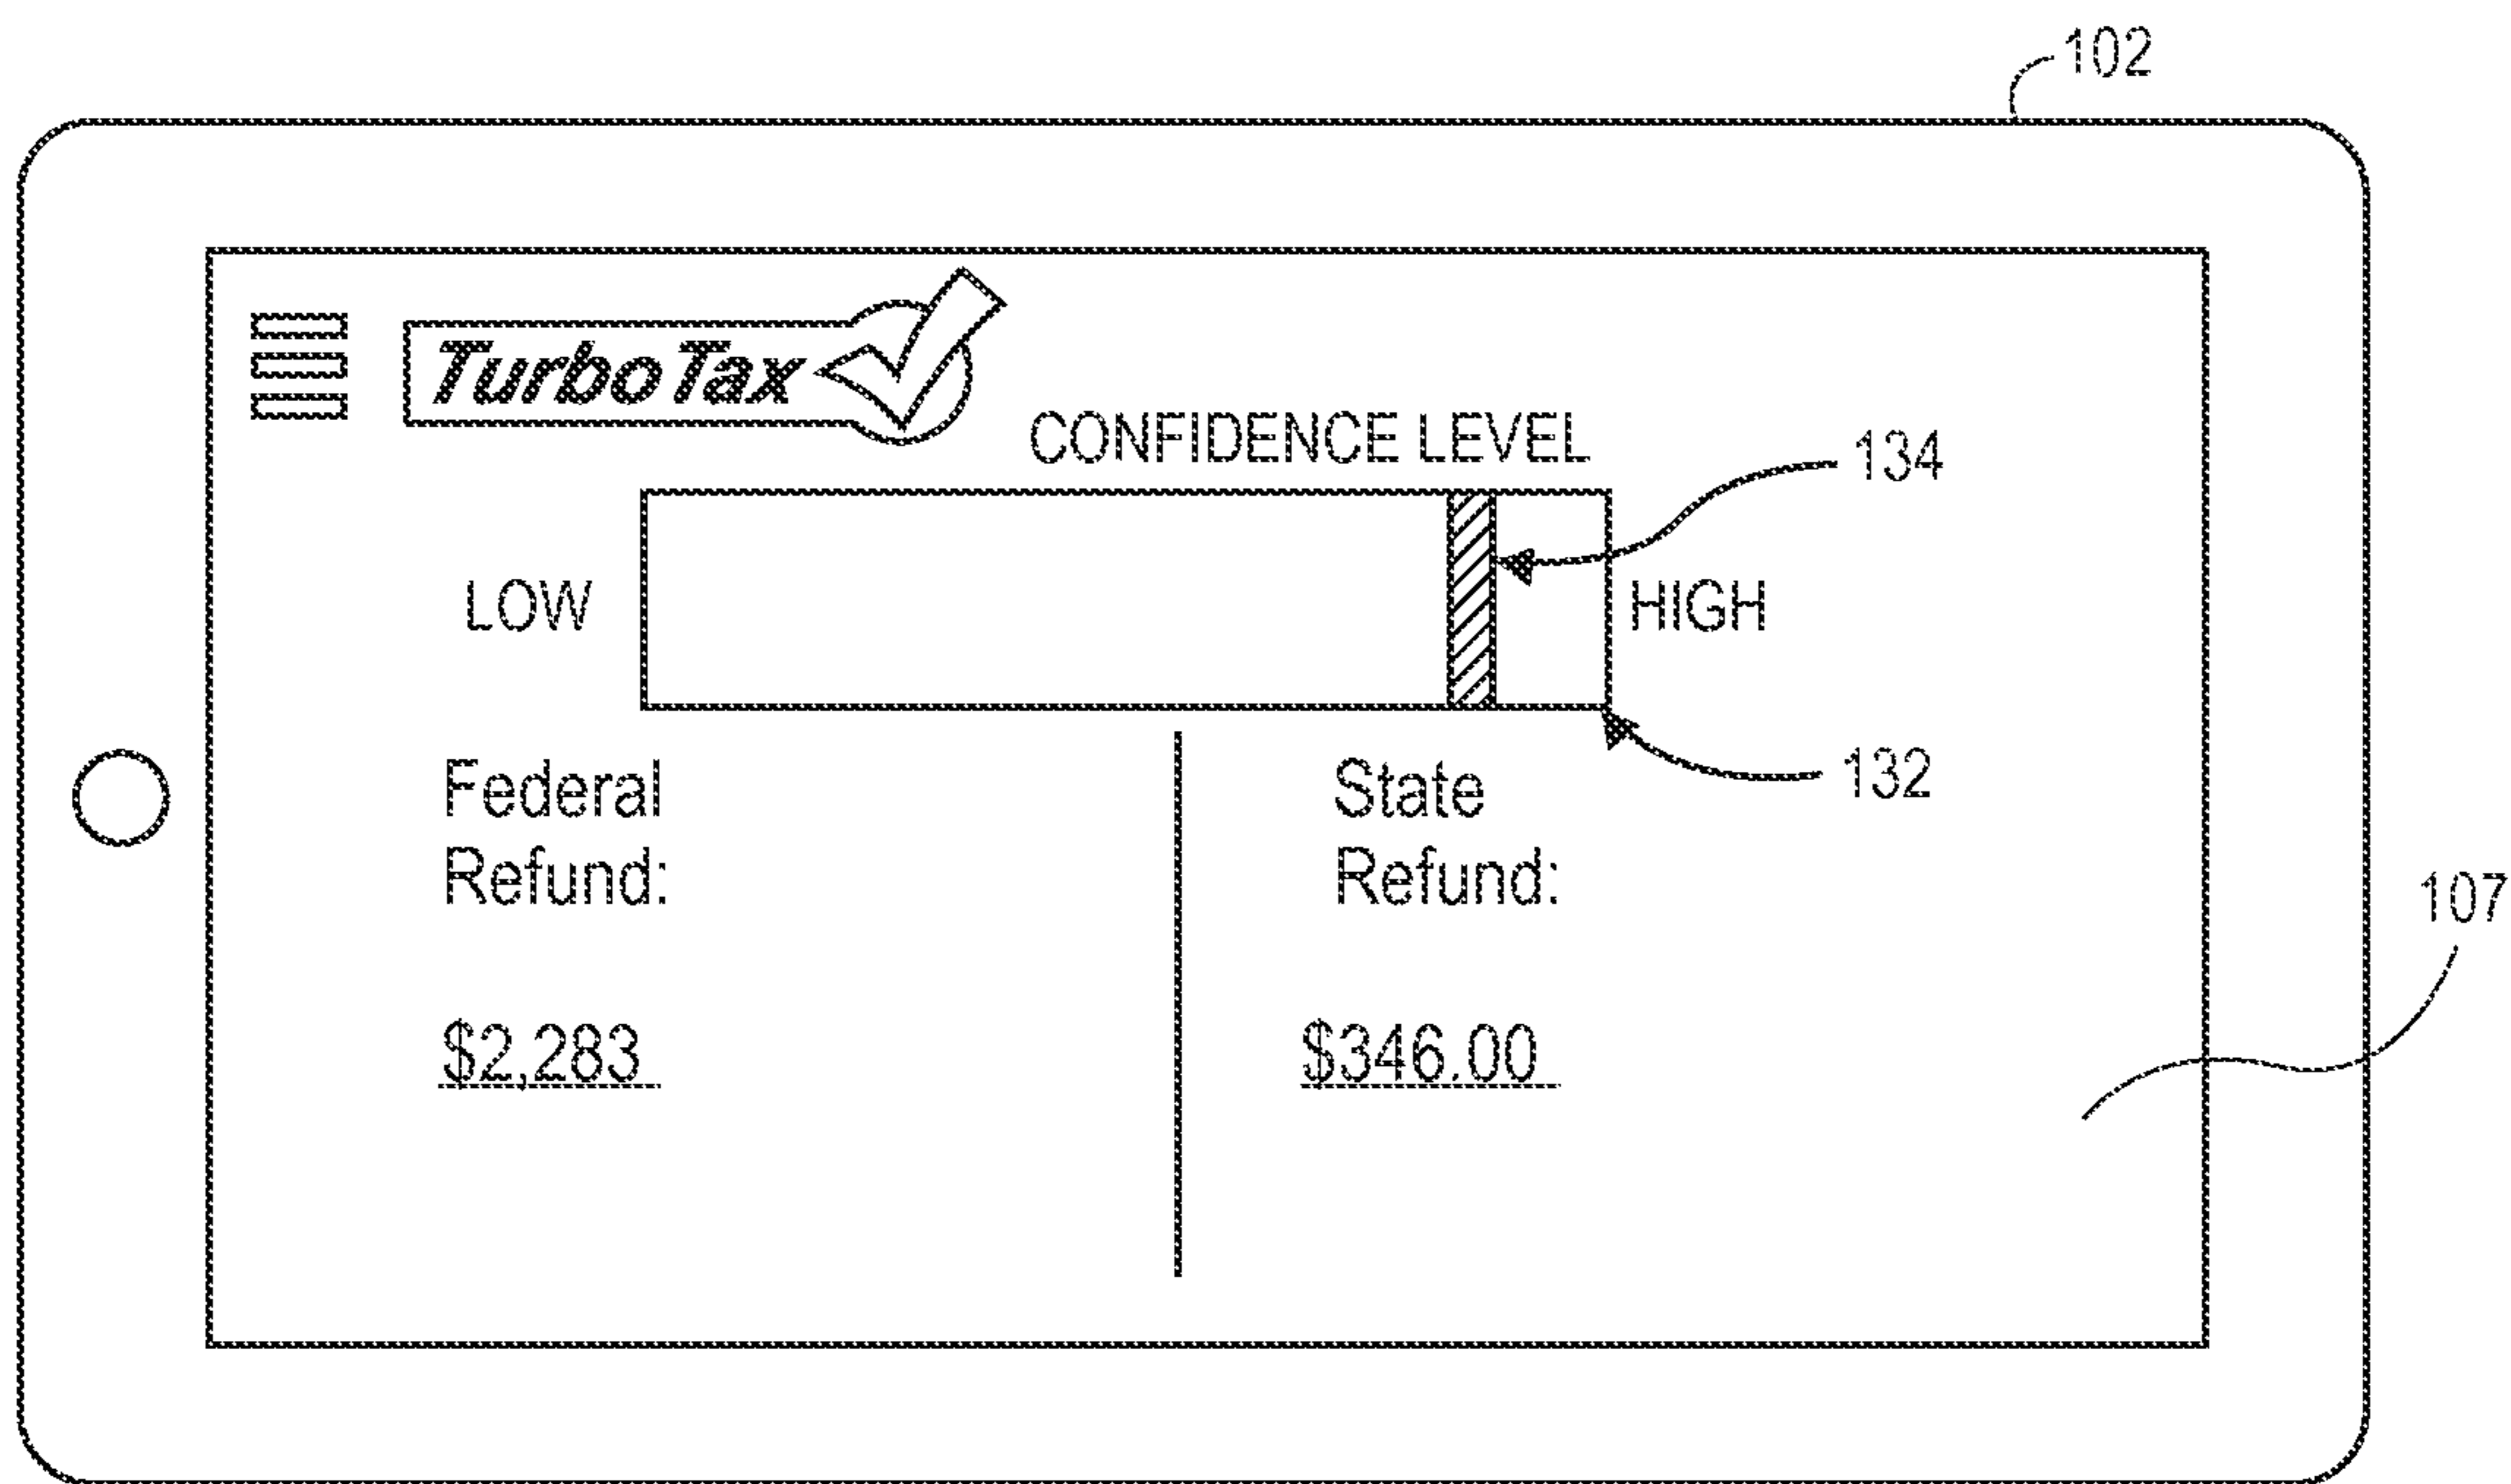 102
TurboTax
CONFIDENCE LEVEL
134
LOW
HIGH
132
Federal
Refund:
State
Refund:
107
$2,283
$346.00